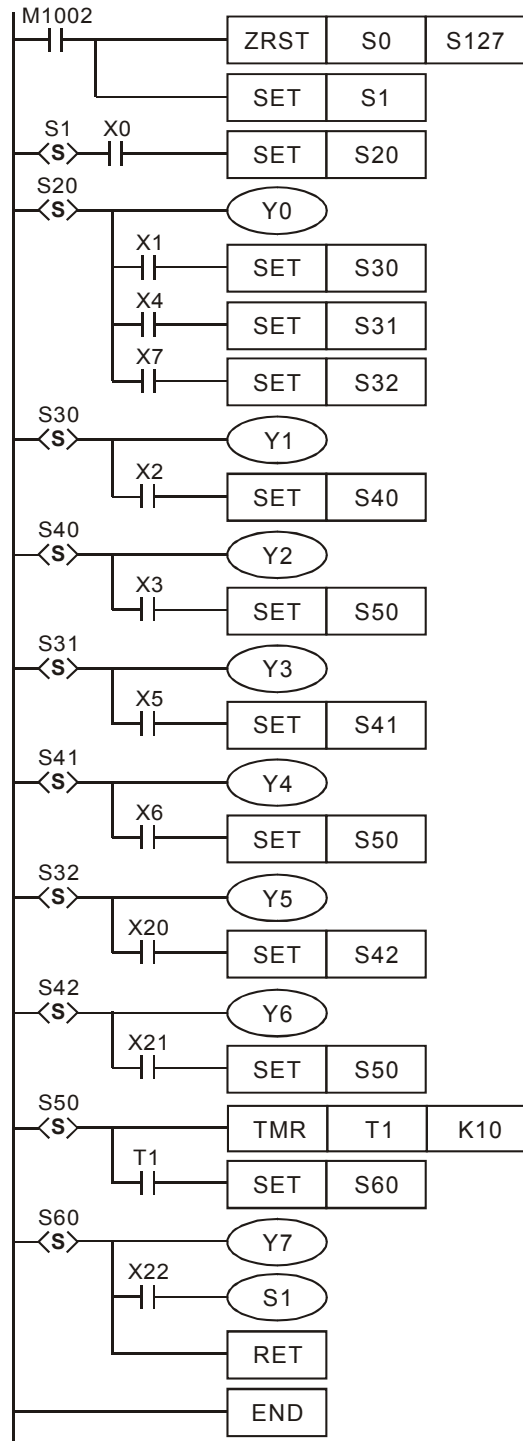 M1002
ZRST S0 S127
SET S1
S1 X0
S SET S20
S20
S Y0
X1
SET S30
X4
SET S31
X7
SET S32
S30
S Y1
X2
SET S40
S40
S Y2
X3
SET S50
S31
S Y3
X5
SET S41
S41
S Y4
X6
SET S50
S32
S Y5
X20
SET S42
S42
S Y6
X21
SET S50
S50
S TMR T1 K10
T1
SET S60
S60
S Y7
X22
S1
RET
END